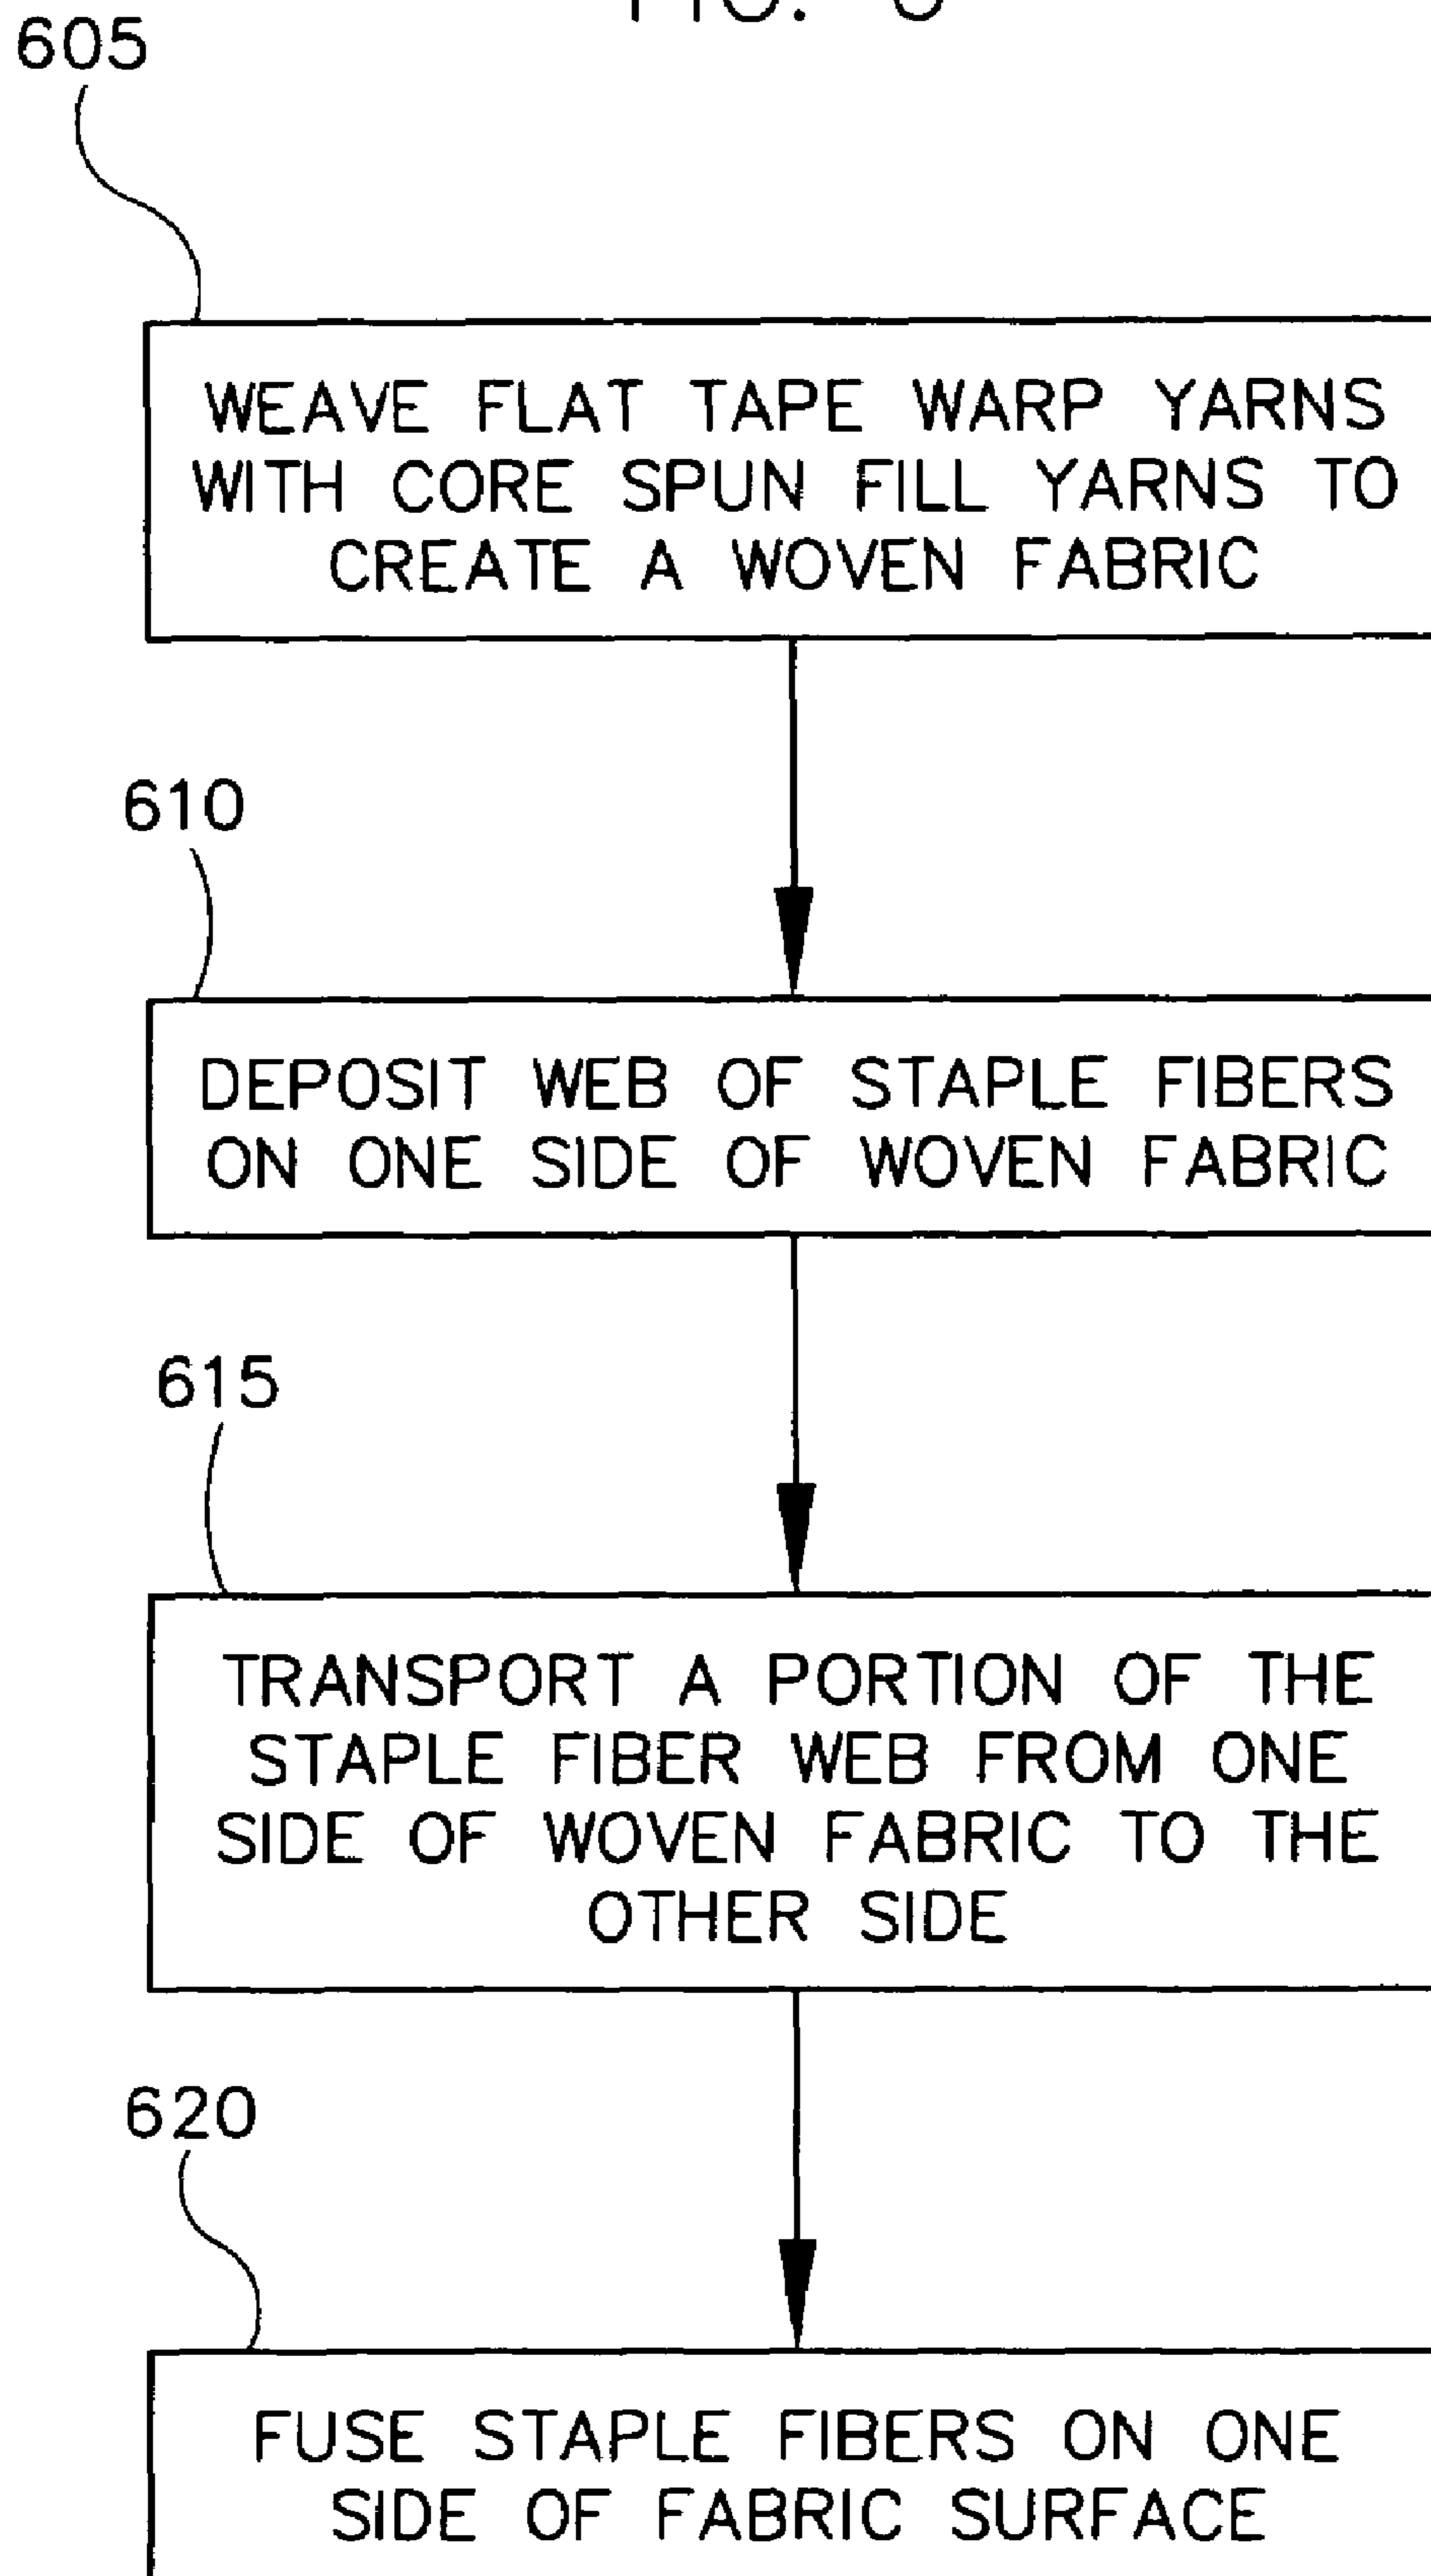 605
WEAVE FLAT TAPE WARP YARNS
WITH CORE SPUN FILL YARNS TO
CREATE A WOVEN FABRIC
610
DEPOSIT WEB OF STAPLE FIBERS
ON ONE SIDE OF WOVEN FABRIC
615
TRANSPORT A PORTION OF THE
STAPLE FIBER WEB FROM ONE
SIDE OF WOVEN FABRIC TO THE
OTHER SIDE
620
FUSE STAPLE FIBERS ON ONE
SIDE OF FABRIC SURFACE